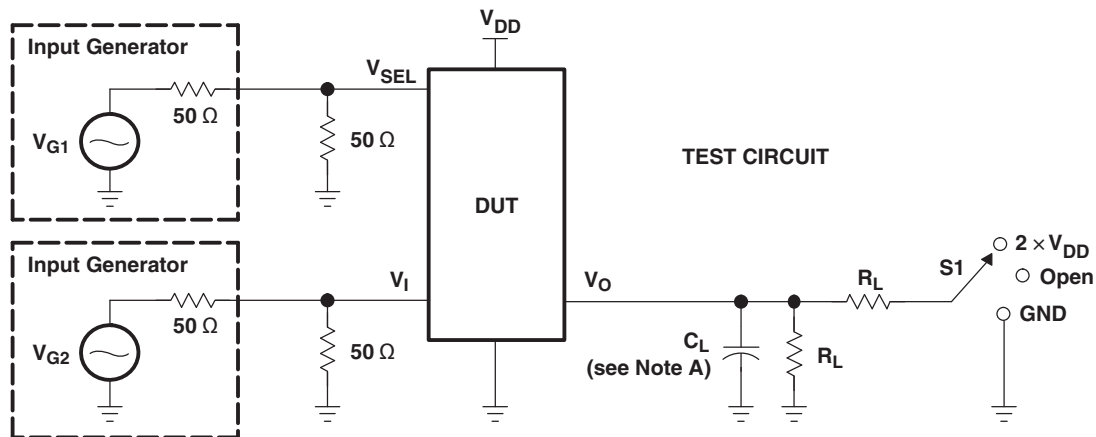 V_DD
Input Generator
V_SEL
50 Ω
V_G1
50 Ω
TEST CIRCUIT
DUT
Input Generator
V_I
V_O
50 Ω
V_G2
50 Ω
C_L
(see Note A)
R_L
R_L
S1
2 × V_DD
Open
GND